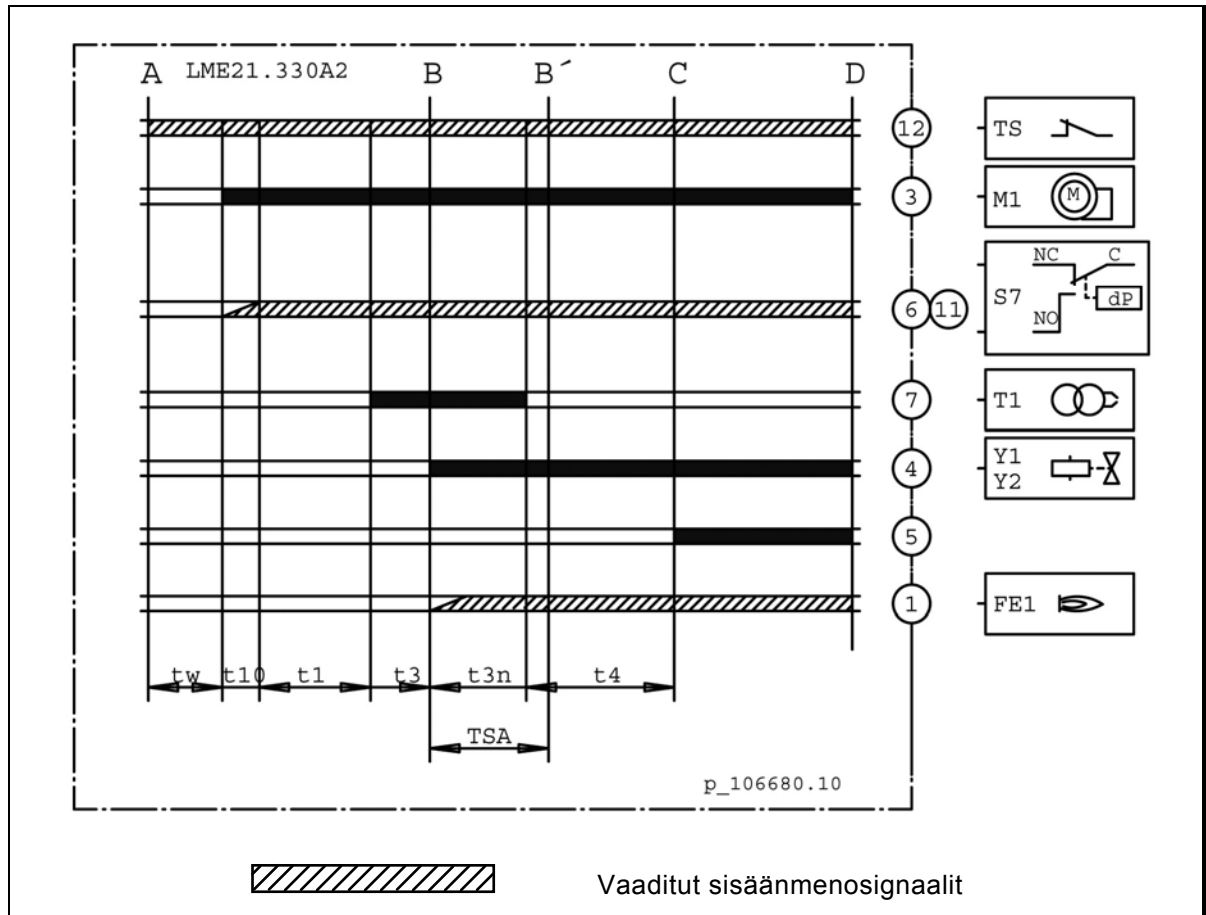 A LME21.330A2 B B´ C D
12 TS
3 M1 M
NC C
6 11 S7 dP
NO
7 T1
4 Y1
Y2
5
1 FE1
tw t10 t1 t3 t3n t4
TSA
p_106680.10
Vaaditut sisäänmenosignaalit